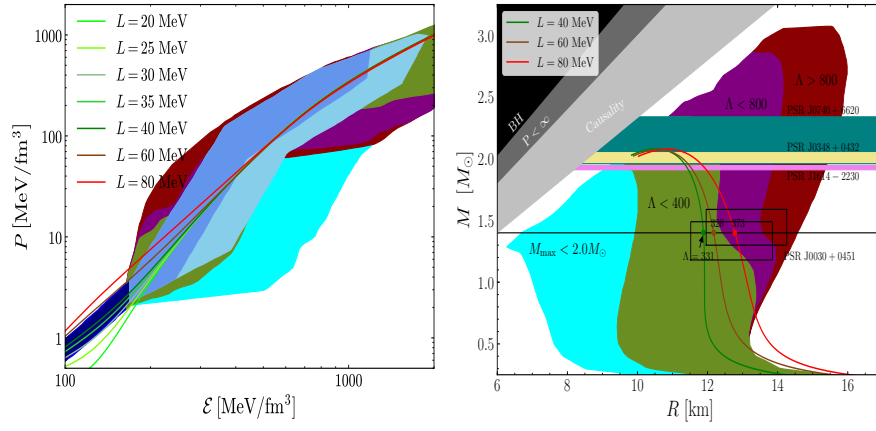 L = 20 MeV
L = 25 MeV
L = 30 MeV
L = 35 MeV
L = 40 MeV
L = 60 MeV
L = 80 MeV
1000
100
10
1
P [MeV/fm³]
100
1000
ℰ [MeV/fm³]
L = 40 MeV
L = 60 MeV
L = 80 MeV
BH
P < ∞
Causality
Λ > 800
Λ < 800
PSR J0740+6620
PSR J0348+0432
PSR J1614−2230
Λ < 400
M_max < 2.0M_⊙
Λ = 331
PSR J0030+0451
3.0
2.5
2.0
1.5
1.0
0.5
M [M_⊙]
6
8
10
12
14
16
R [km]